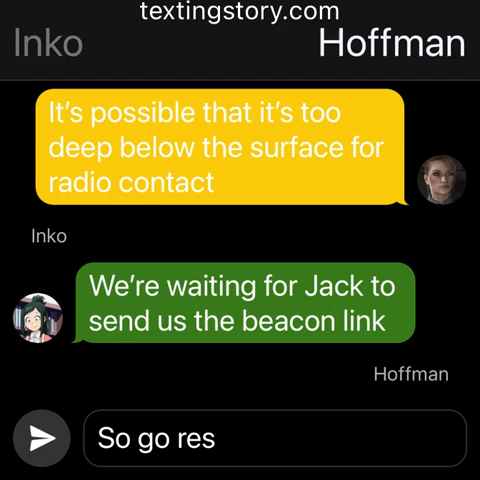 textingstory.com
Inko
Hoffman
It’s possible that it’s too
deep below the surface for
radio contact
Inko
We’re waiting for Jack to
send us the beacon link
Hoffman
So go res